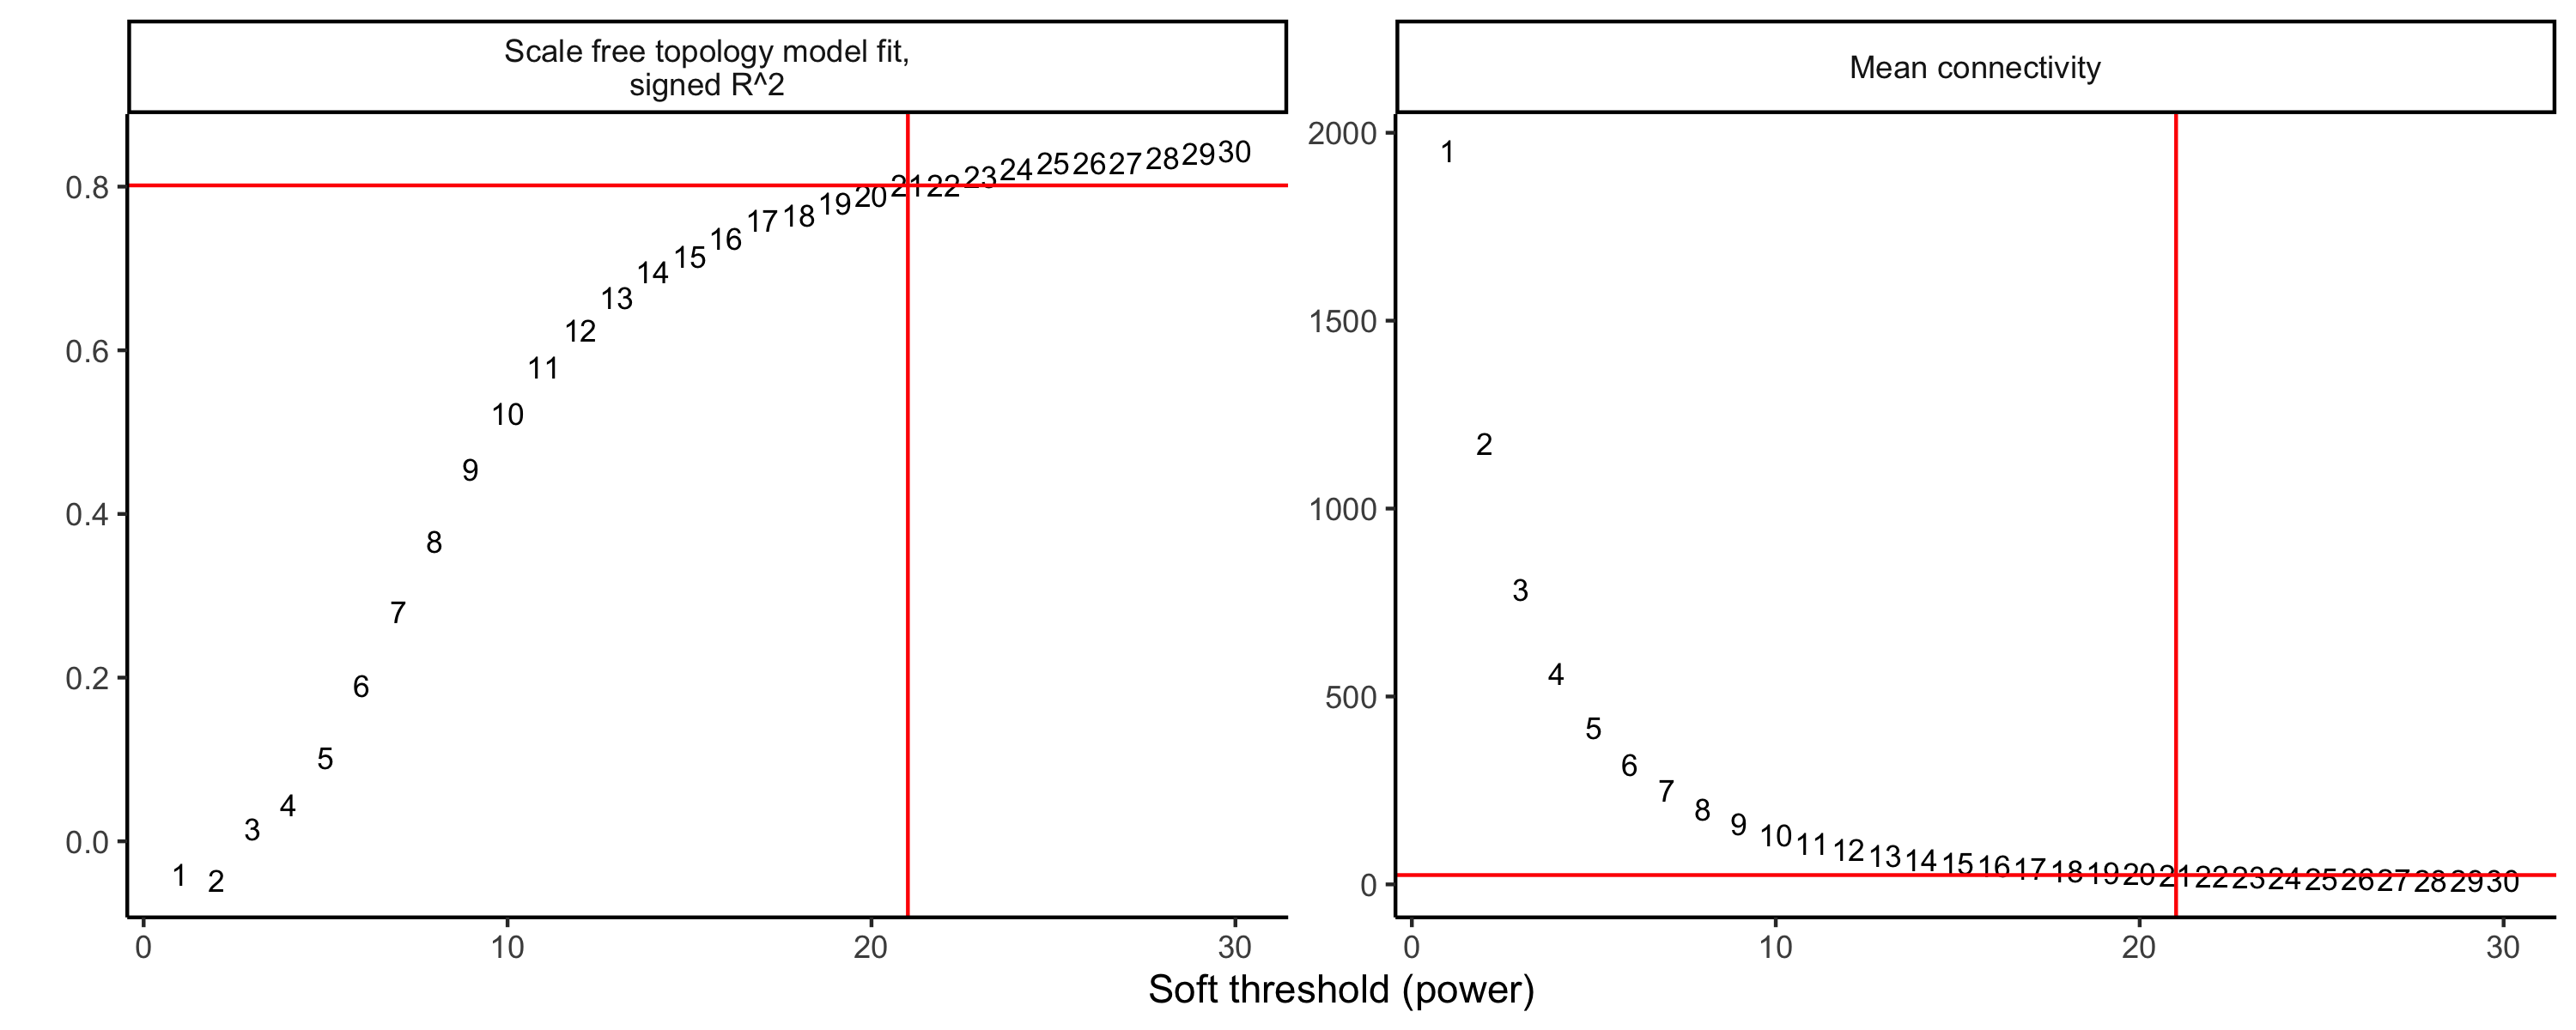 Scale free topology model fit,
signed R^2
Mean connectivity
0.8
0.6
0.4
0.2
0.0
1 2 3 4 5 6 7 8 9 10 11 12 13 14 15 16 17 18 19 20 21 22 23 24 25 26 27 28 29 30
0 10 20 30
2000
1500
1000
500
0
1 2 3 4 5 6 7 8 9 10 11 12 13 14 15 16 17 18 19 20 21 22 23 24 25 26 27 28 29 30
0 10 20 30
Soft threshold (power)